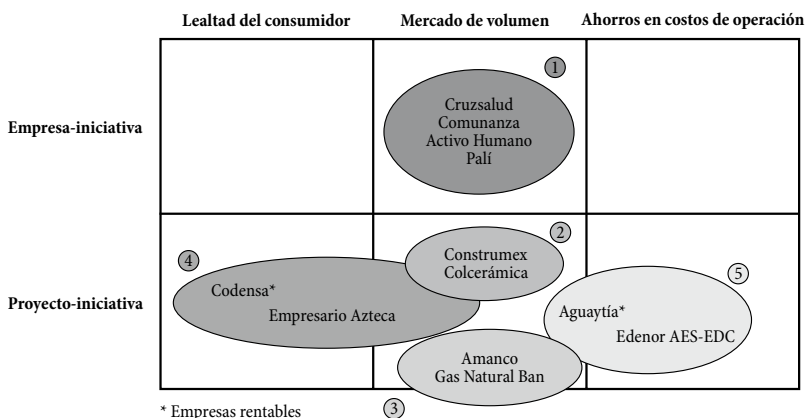 Lealtad del consumidor Mercado de volumen Ahorros en costos de operación
Empresa-iniciativa
1
Cruzsalud
Comunanza
Activo Humano
Palí
Proyecto-iniciativa
4
Codensa*
Empresario Azteca
2
Construmex
Colcerámica
5
Aguaytía*
Edenor AES-EDC
Amanco
Gas Natural Ban
3
* Empresas rentables